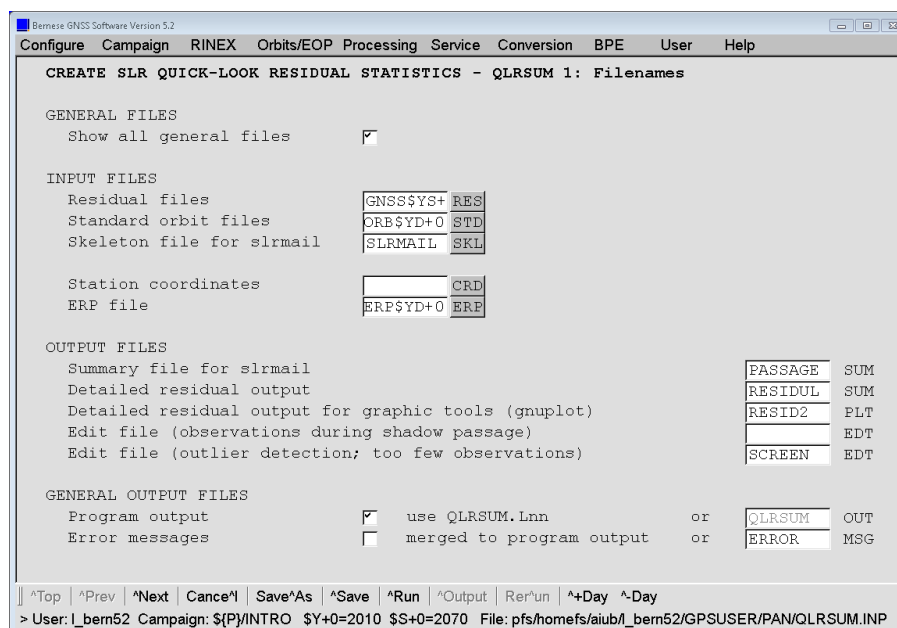 Bernese GNSS Software Version 5.2
Configure Campaign RINEX Orbits/EOP Processing Service Conversion BPE User Help
CREATE SLR QUICK-LOOK RESIDUAL STATISTICS - QLRSUM 1: Filenames
GENERAL FILES
Show all general files
INPUT FILES
Residual files GNSS$YS+ RES
Standard orbit files ORB$YD+0 STD
Skeleton file for slrmail SLRMAIL SKL
Station coordinates CRD
ERP file ERP$YD+0 ERP
OUTPUT FILES
Summary file for slrmail PASSAGE SUM
Detailed residual output RESIDUL SUM
Detailed residual output for graphic tools (gnuplot) RESID2 PLT
Edit file (observations during shadow passage) EDT
Edit file (outlier detection; too few observations) SCREEN EDT
GENERAL OUTPUT FILES
Program output use QLRSUM.Lnn or QLRSUM OUT
Error messages merged to program output or ERROR MSG
^Top ^Prev ^Next Cance^l Save^As ^Save ^Run ^Output Rer^un ^+Day ^-Day
> User: l_bern52 Campaign: ${P}/INTRO $Y+0=2010 $S+0=2070 File: pfs/homefs/aiub/l_bern52/GPSUSER/PAN/QLRSUM.INP